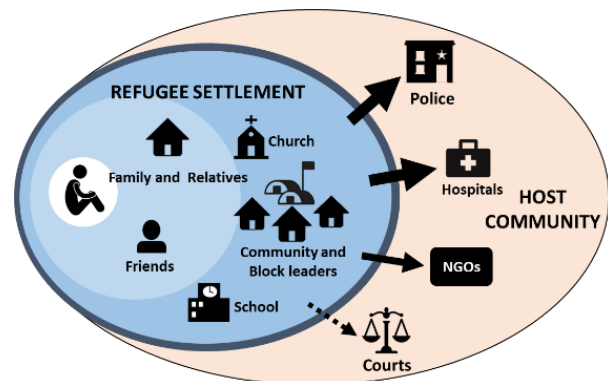 REFUGEE SETTLEMENT
Police
Church
Family and Relatives
Hospitals
HOST
COMMUNITY
Community and
Block leaders
Friends
NGOs
School
Courts